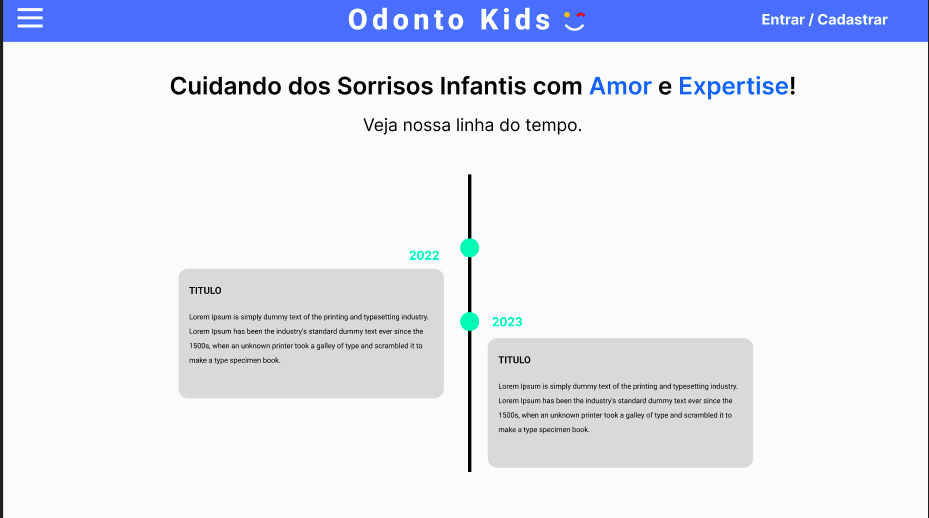 Odonto Kids
Entrar / Cadastrar
Cuidando dos Sorrisos Infantis com Amor e Expertise!
Veja nossa linha do tempo.
2022
TITULO
Lorem Ipsum is simply dummy text of the printing and typesetting industry.
Lorem Ipsum has been the industry's standard dummy text ever since the
1500s, when an unknown printer took a galley of type and scrambled it to
make a type specimen book.
2023
TITULO
Lorem Ipsum is simply dummy text of the printing and typesetting industry.
Lorem Ipsum has been the industry's standard dummy text ever since the
1500s, when an unknown printer took a galley of type and scrambled it to
make a type specimen book.